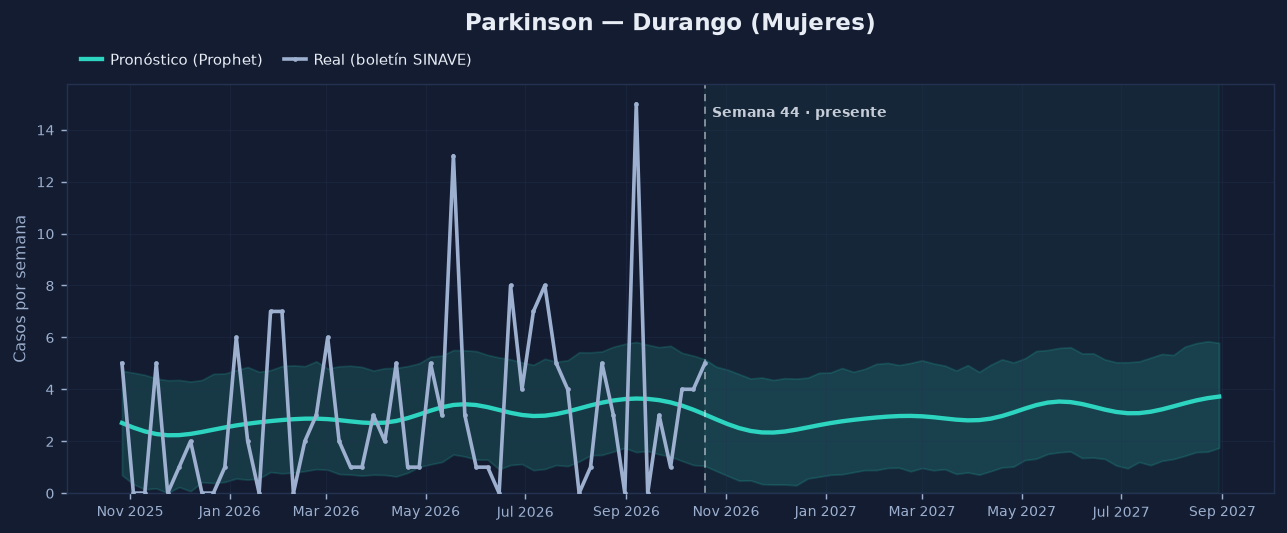 Parkinson — Durango (Mujeres)
Pronóstico (Prophet)
Real (boletín SINAVE)
Semana 44 · presente
Casos por semana
14
12
10
8
6
4
2
0
Nov 2025
Jan 2026
Mar 2026
May 2026
Jul 2026
Sep 2026
Nov 2026
Jan 2027
Mar 2027
May 2027
Jul 2027
Sep 2027